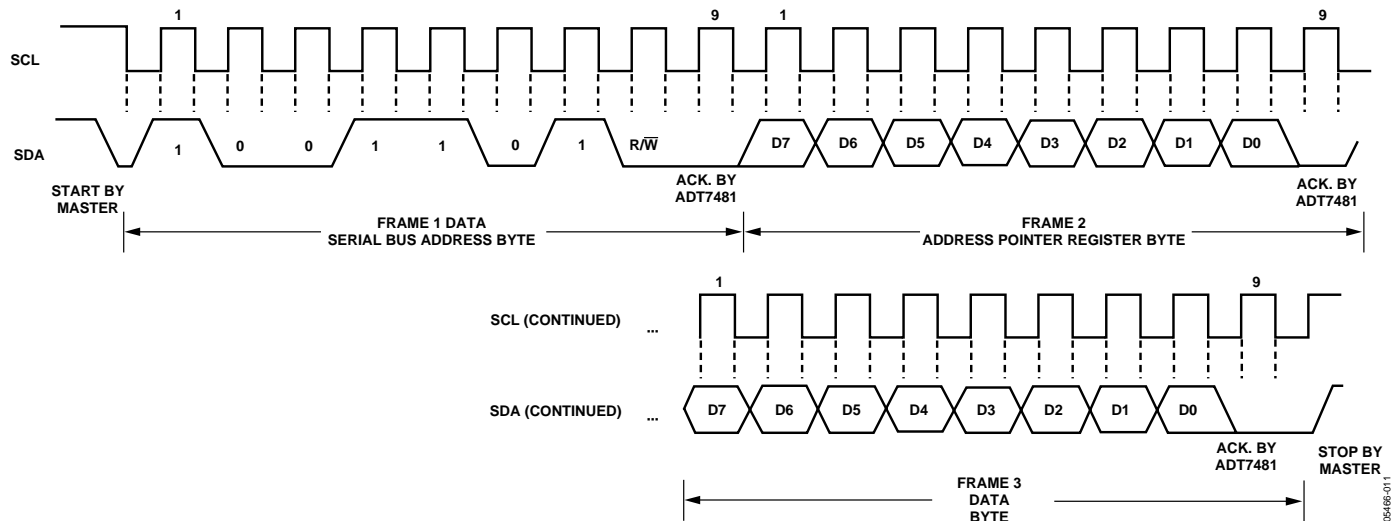 1 9 1 9
SCL
SDA 1 0 0 1 1 0 1 R/W̅ D7 D6 D5 D4 D3 D2 D1 D0
START BY
MASTER
ACK. BY
ADT7481
ACK. BY
ADT7481
FRAME 1 DATA
SERIAL BUS ADDRESS BYTE
FRAME 2
ADDRESS POINTER REGISTER BYTE
1 9
SCL (CONTINUED) ...
SDA (CONTINUED) ... D7 D6 D5 D4 D3 D2 D1 D0
ACK. BY
ADT7481
STOP BY
MASTER
FRAME 3
DATA
BYTE
05466-011